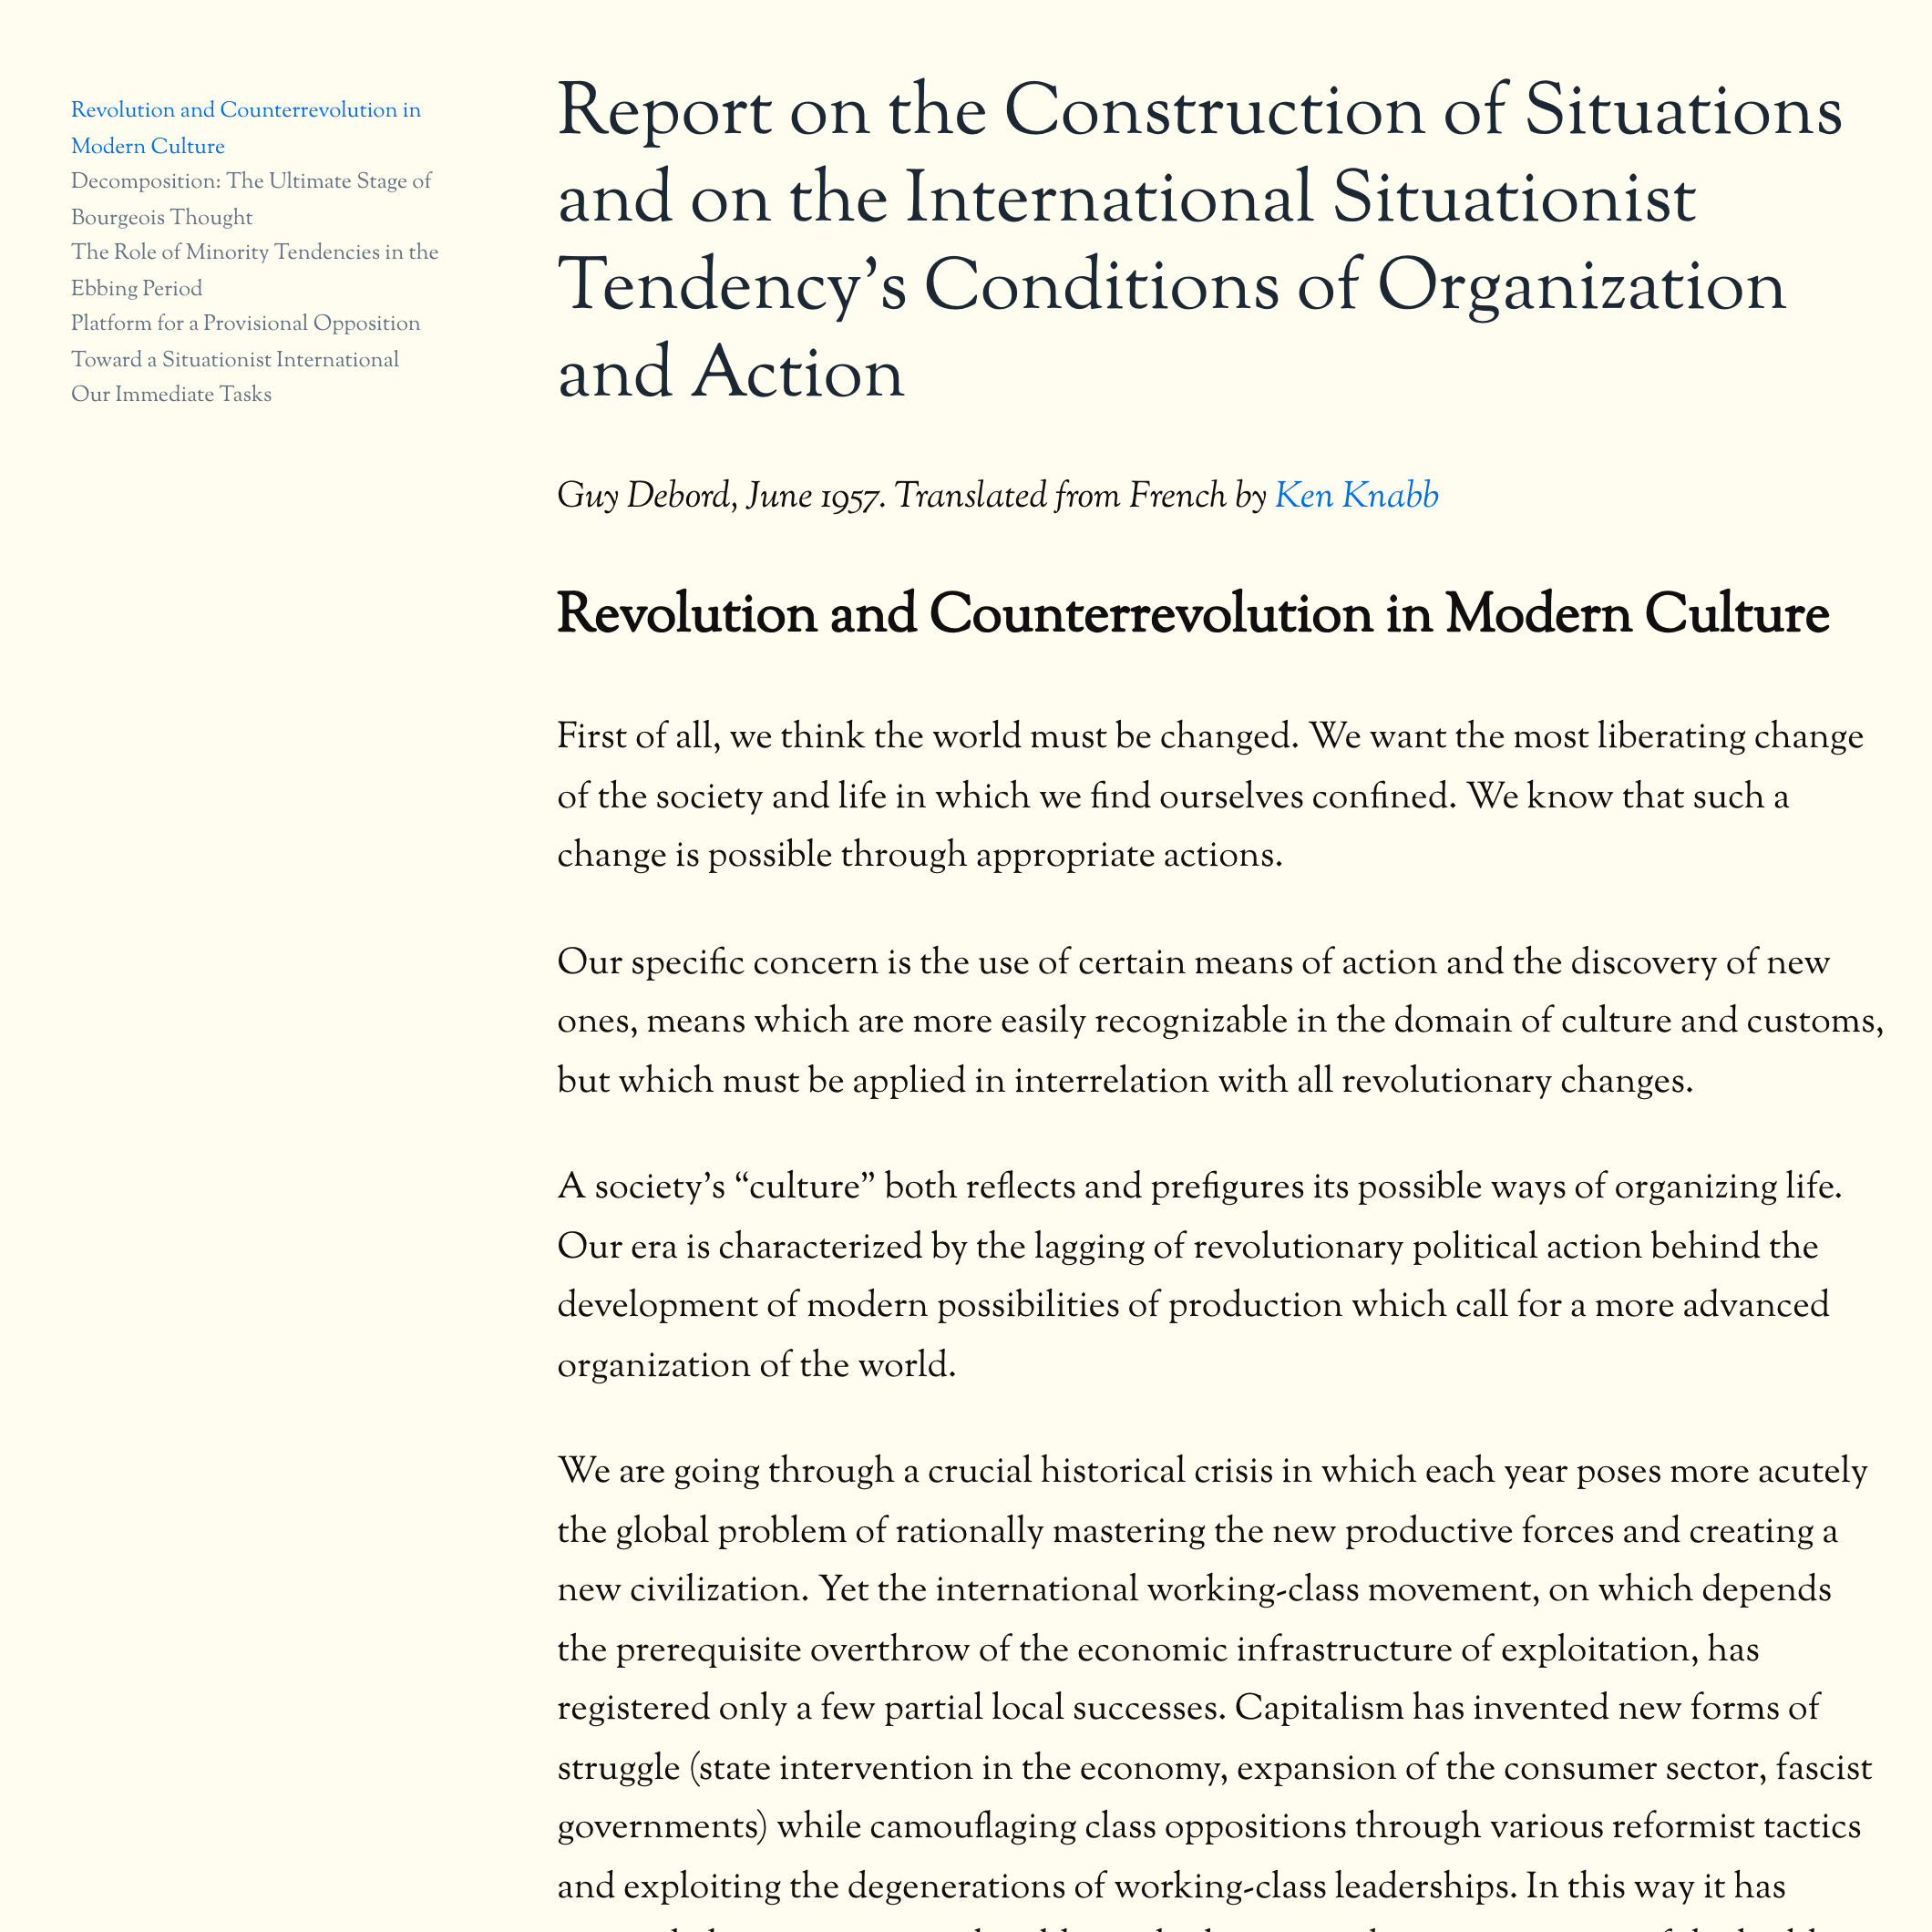 Revolution and Counterrevolution in
Modern Culture
Decomposition: The Ultimate Stage of
Bourgeois Thought
The Role of Minority Tendencies in the
Ebbing Period
Platform for a Provisional Opposition
Toward a Situationist International
Our Immediate Tasks
Report on the Construction of Situations
and on the International Situationist
Tendency’s Conditions of Organization
and Action
Guy Debord, June 1957. Translated from French by Ken Knabb
Revolution and Counterrevolution in Modern Culture
First of all, we think the world must be changed. We want the most liberating change
of the society and life in which we find ourselves confined. We know that such a
change is possible through appropriate actions.
Our specific concern is the use of certain means of action and the discovery of new
ones, means which are more easily recognizable in the domain of culture and customs,
but which must be applied in interrelation with all revolutionary changes.
A society’s “culture” both reflects and prefigures its possible ways of organizing life.
Our era is characterized by the lagging of revolutionary political action behind the
development of modern possibilities of production which call for a more advanced
organization of the world.
We are going through a crucial historical crisis in which each year poses more acutely
the global problem of rationally mastering the new productive forces and creating a
new civilization. Yet the international working-class movement, on which depends
the prerequisite overthrow of the economic infrastructure of exploitation, has
registered only a few partial local successes. Capitalism has invented new forms of
struggle (state intervention in the economy, expansion of the consumer sector, fascist
governments) while camouflaging class oppositions through various reformist tactics
and exploiting the degenerations of working-class leaderships. In this way it has